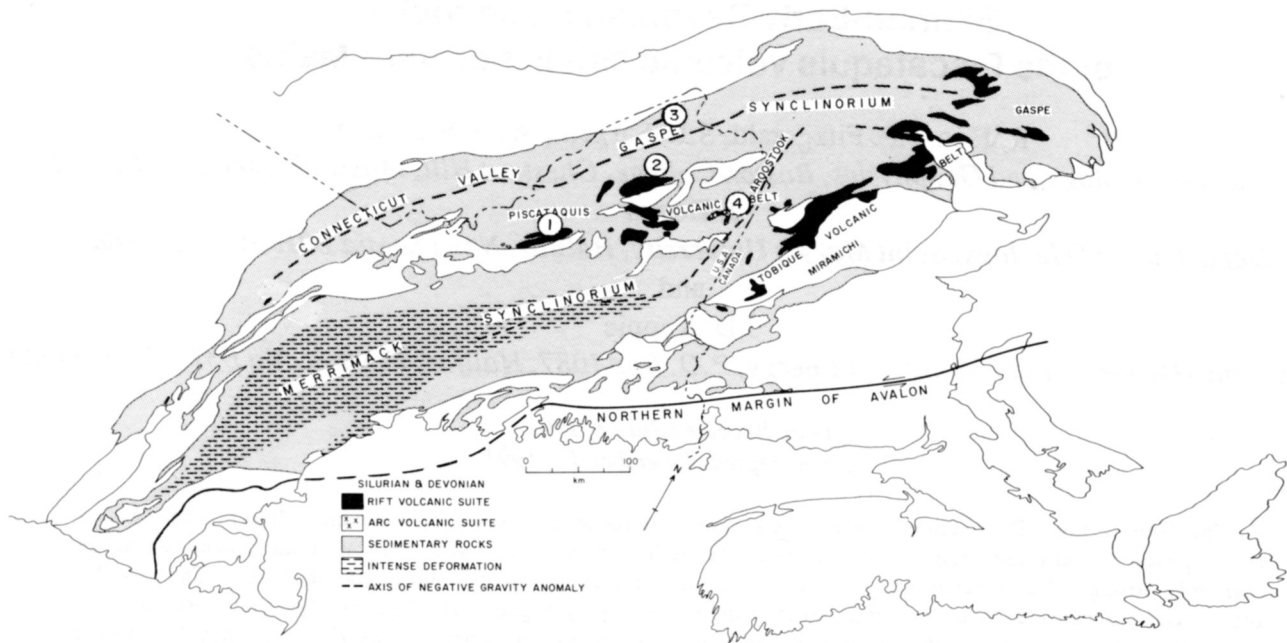 CONNECTICUT VALLEY GASPE SYNCLINORIUM
GASPE
3
2
AROOSTOOK
PISCATAQUIS VOLCANIC BELT
BELT
1
4
TOBIQUE VOLCANIC
U.S.A.
CANADA
MIRAMICHI
MERRIMACK SYNCLINORIUM
NORTHERN MARGIN OF AVALON
0 100
km
N
SILURIAN & DEVONIAN
RIFT VOLCANIC SUITE
x x x ARC VOLCANIC SUITE
SEDIMENTARY ROCKS
INTENSE DEFORMATION
AXIS OF NEGATIVE GRAVITY ANOMALY